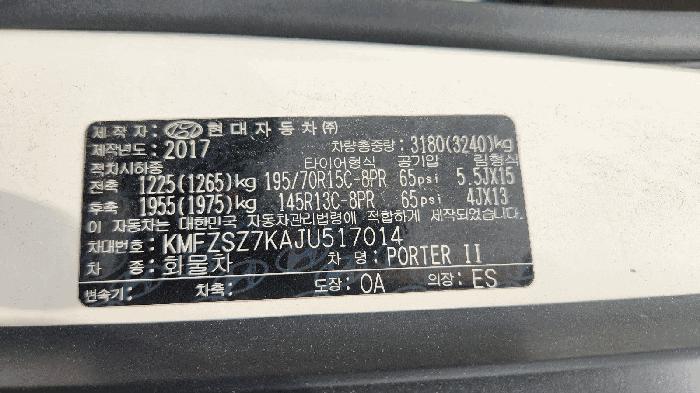 제작자: HYUNDAI 현대자동차㈜
제작년도: 2017 차량총중량: 3180(3240)kg
적차시하중 타이어형식 공기압 림형식
전축 1225(1265)kg 195/70R15C-8PR 65psi 5.5JX15
후축 1955(1975)kg 145R13C-8PR 65psi 4JX13
이 자동차는 대한민국 자동차관리법령에 적합하게 제작되었습니다.
차대번호: KMFZSZ7KAJU517014
차 종: 화물차 차 명: PORTER II
변속기: 차축: 도장: OA 의장: ES